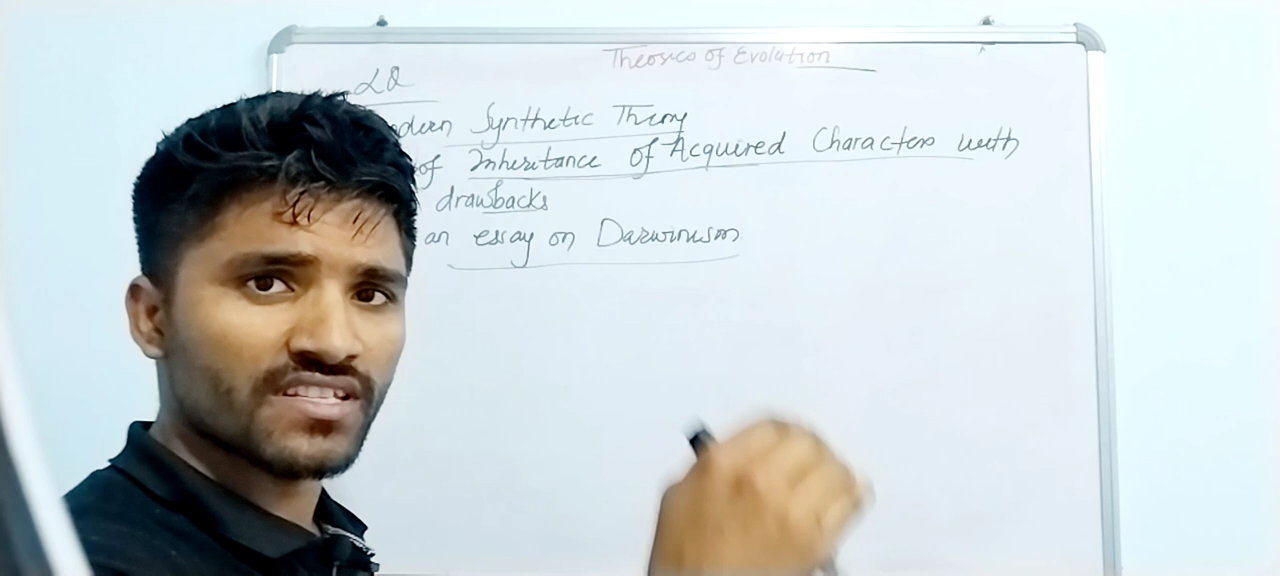 Theories of Evolution
LQ
odern Synthetic Theory
of Inheritance of Acquired Characters with
drawbacks
an essay on Darwinism